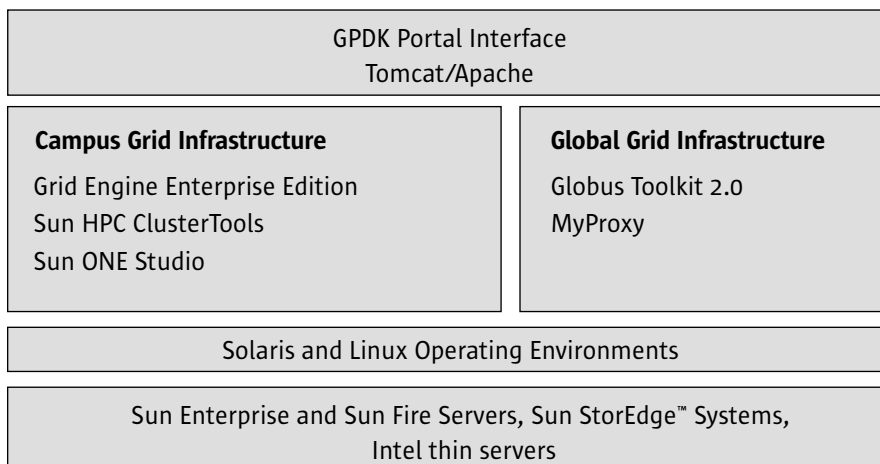 GPDK Portal Interface
Tomcat/Apache
Campus Grid Infrastructure
Grid Engine Enterprise Edition
Sun HPC ClusterTools
Sun ONE Studio
Global Grid Infrastructure
Globus Toolkit 2.0
MyProxy
Solaris and Linux Operating Environments
Sun Enterprise and Sun Fire Servers, Sun StorEdge™ Systems,
Intel thin servers